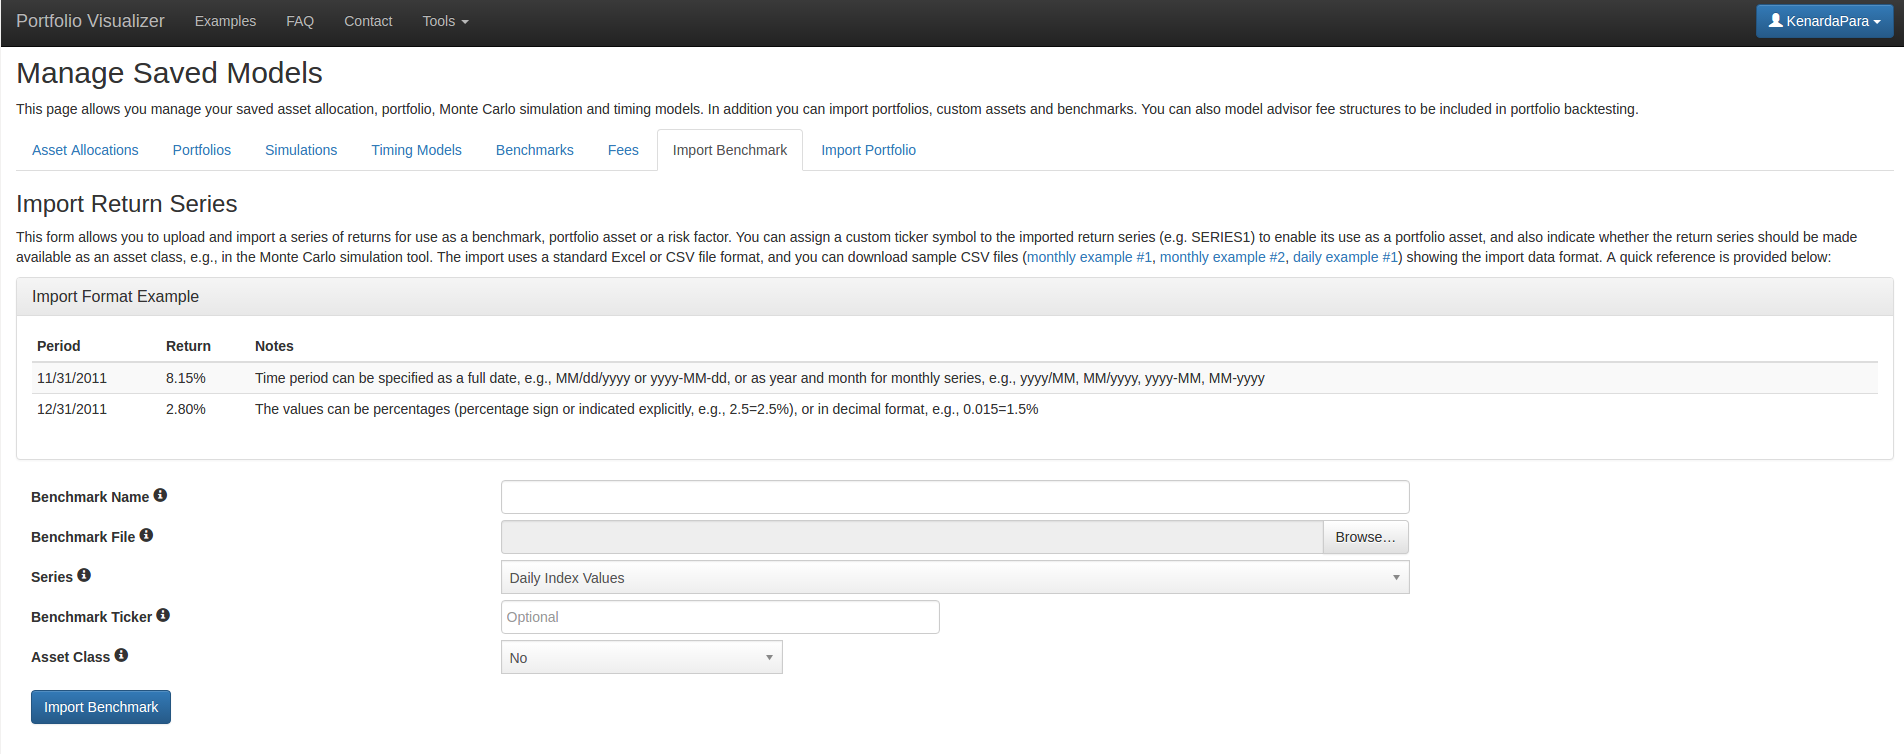 Portfolio Visualizer Examples FAQ Contact Tools KenardaPara
Manage Saved Models
This page allows you to manage your saved asset allocation, portfolio, Monte Carlo simulation and timing models. In addition you can import portfolios, custom assets and benchmarks. You can also model advisor fee structures to be included in portfolio backtesting.
Asset Allocations Portfolios Simulations Timing Models Benchmarks Fees Import Benchmark Import Portfolio
Import Return Series
This form allows you to upload and import a series of returns for use as a benchmark, portfolio asset or a risk factor. You can assign a custom ticker symbol to the imported return series (e.g. SERIES1) to enable its use as a portfolio asset, and also indicate whether the return series should be made
available as an asset class, e.g., in the Monte Carlo simulation tool. The import uses a standard Excel or CSV file format, and you can download sample CSV files (monthly example #1, monthly example #2, daily example #1) showing the import data format. A quick reference is provided below:
Import Format Example
Period Return Notes
11/31/2011 8.15% Time period can be specified as a full date, e.g., MM/dd/yyyy or yyyy-MM-dd, or as year and month for monthly series, e.g., yyyy/MM, MM/yyyy, yyyy-MM, MM-yyyy
12/31/2011 2.80% The values can be percentages (percentage sign or indicated explicitly, e.g., 2.5=2.5%), or in decimal format, e.g., 0.015=1.5%
Benchmark Name
Benchmark File Browse…
Series Daily Index Values
Benchmark Ticker Optional
Asset Class No
Import Benchmark